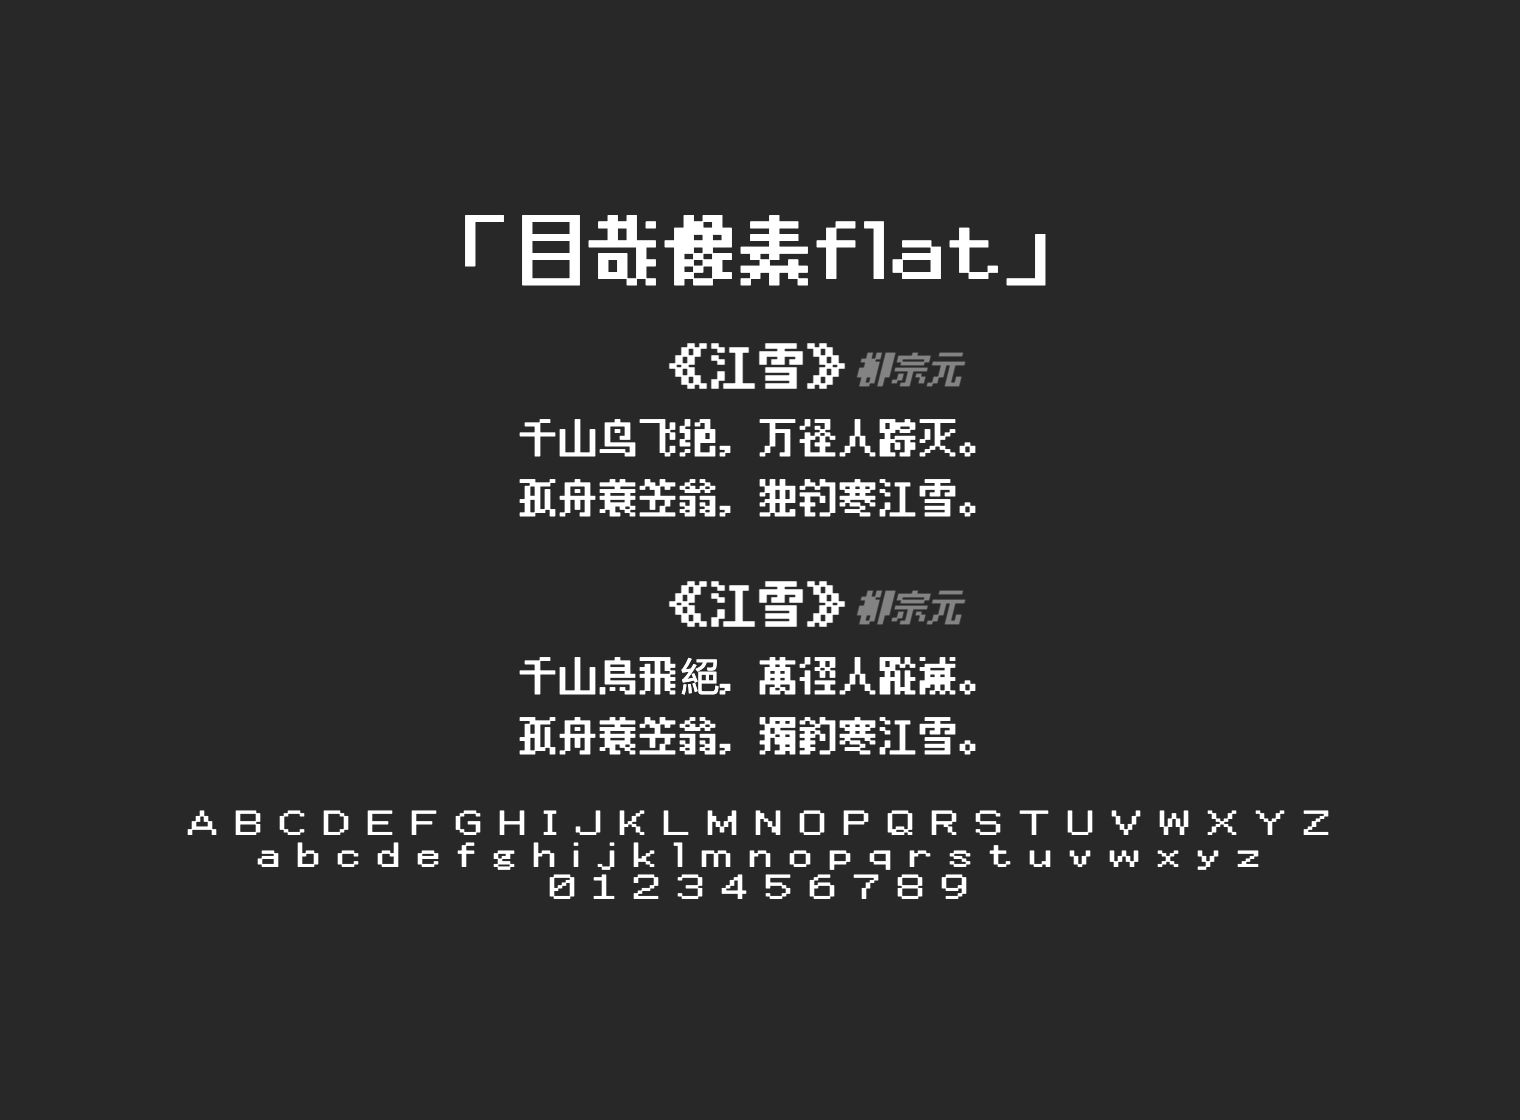 「目哉像素flat」
《江雪》柳宗元
千山鸟飞绝，万径人踪灭。
孤舟蓑笠翁，独钓寒江雪。
《江雪》柳宗元
千山鳥飛絕，萬徑人蹤滅。
孤舟蓑笠翁，獨釣寒江雪。
A B C D E F G H I J K L M N O P Q R S T U V W X Y Z
a b c d e f g h i j k l m n o p q r s t u v w x y z
0 1 2 3 4 5 6 7 8 9